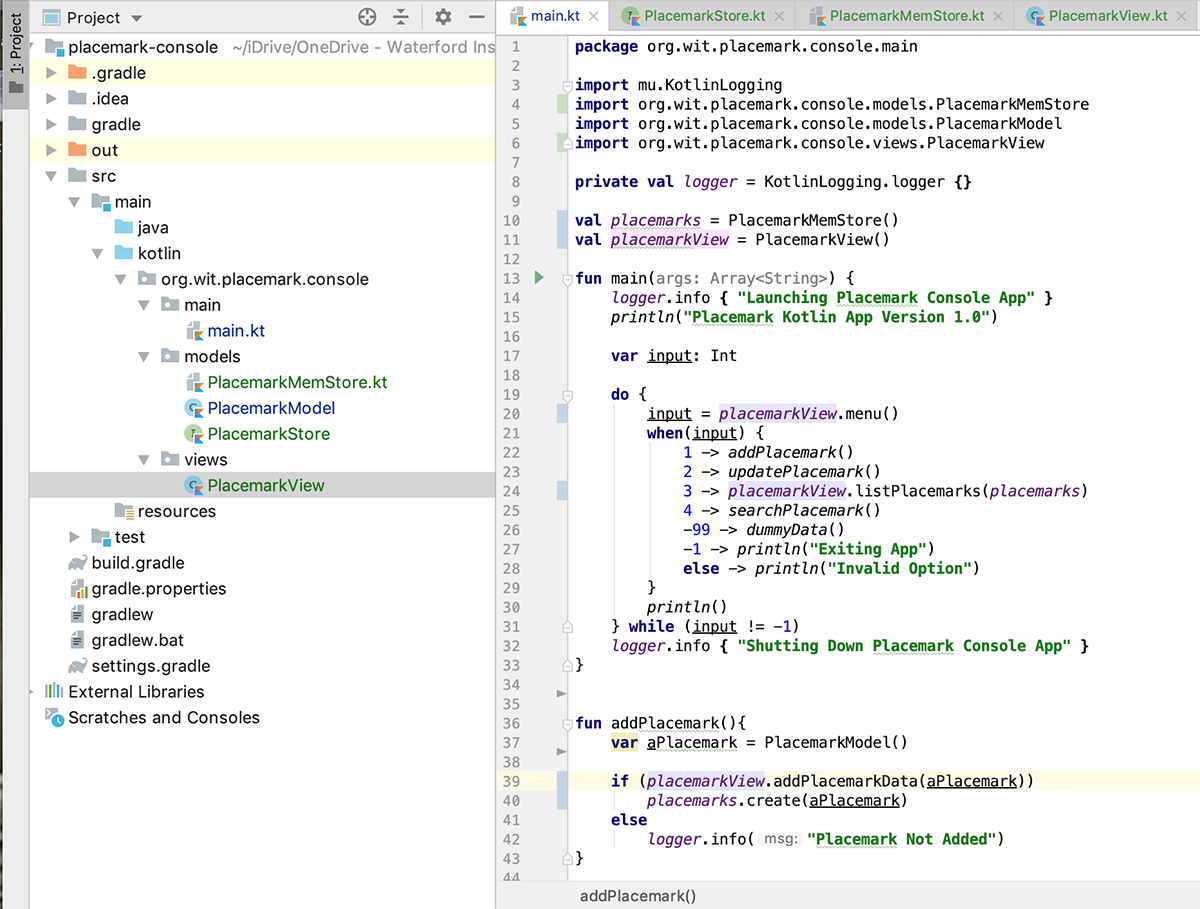 1: Project
Project
placemark-console ~/iDrive/OneDrive - Waterford Ins
.gradle
.idea
gradle
out
src
main
java
kotlin
org.wit.placemark.console
main
main.kt
models
PlacemarkMemStore.kt
PlacemarkModel
PlacemarkStore
views
PlacemarkView
resources
test
build.gradle
gradle.properties
gradlew
gradlew.bat
settings.gradle
External Libraries
Scratches and Consoles
main.kt PlacemarkStore.kt PlacemarkMemStore.kt PlacemarkView.kt
1 package org.wit.placemark.console.main
2
3 import mu.KotlinLogging
4 import org.wit.placemark.console.models.PlacemarkMemStore
5 import org.wit.placemark.console.models.PlacemarkModel
6 import org.wit.placemark.console.views.PlacemarkView
7
8 private val logger = KotlinLogging.logger {}
9
10 val placemarks = PlacemarkMemStore()
11 val placemarkView = PlacemarkView()
12
13 fun main(args: Array<String>) {
14 logger.info { "Launching Placemark Console App" }
15 println("Placemark Kotlin App Version 1.0")
16
17 var input: Int
18
19 do {
20 input = placemarkView.menu()
21 when(input) {
22 1 -> addPlacemark()
23 2 -> updatePlacemark()
24 3 -> placemarkView.listPlacemarks(placemarks)
25 4 -> searchPlacemark()
26 -99 -> dummyData()
27 -1 -> println("Exiting App")
28 else -> println("Invalid Option")
29 }
30 println()
31 } while (input != -1)
32 logger.info { "Shutting Down Placemark Console App" }
33 }
34
35
36 fun addPlacemark(){
37 var aPlacemark = PlacemarkModel()
38
39 if (placemarkView.addPlacemarkData(aPlacemark))
40 placemarks.create(aPlacemark)
41 else
42 logger.info( msg: "Placemark Not Added")
43 }
44
addPlacemark()